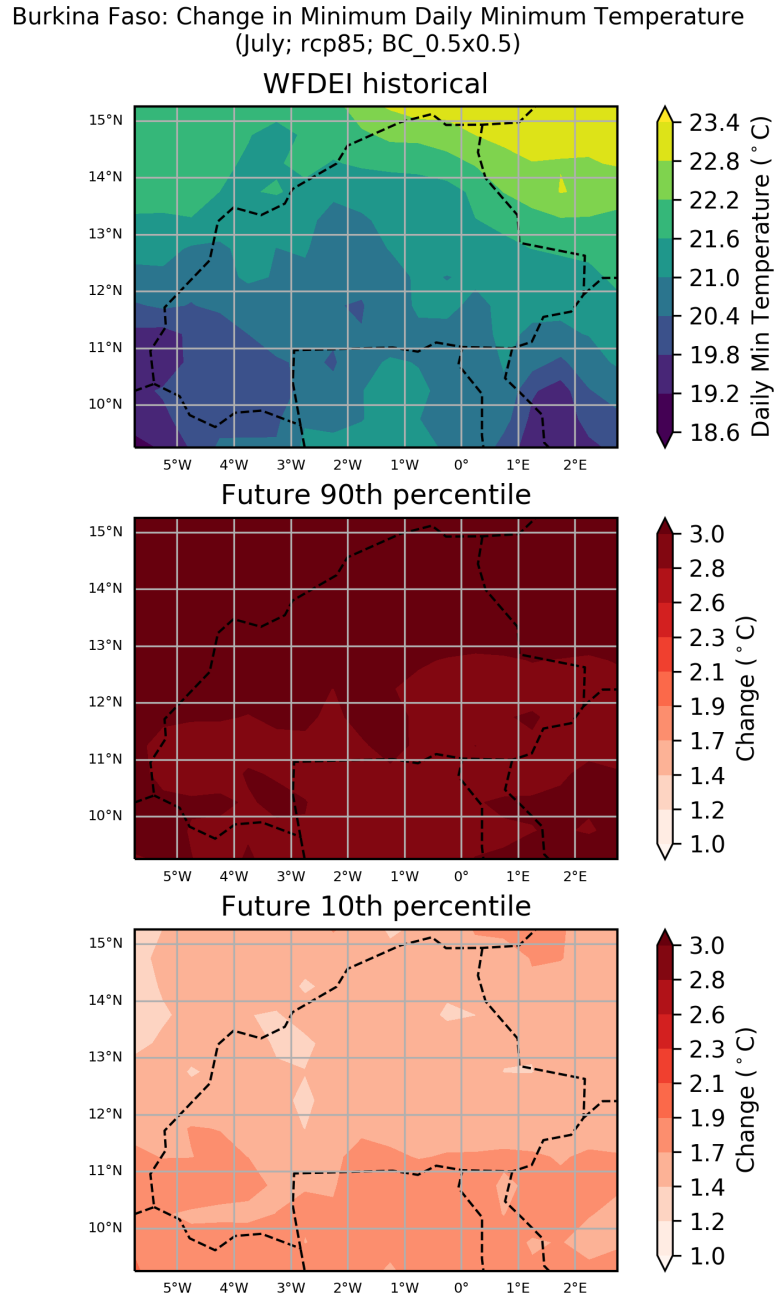 Burkina Faso: Change in Minimum Daily Minimum Temperature
(July; rcp85; BC_0.5x0.5)
WFDEI historical
15°N
14°N
13°N
12°N
11°N
10°N
5°W 4°W 3°W 2°W 1°W 0° 1°E 2°E
23.4
22.8
22.2
21.6
21.0
20.4
19.8
19.2
18.6
Daily Min Temperature (°C)
Future 90th percentile
15°N
14°N
13°N
12°N
11°N
10°N
5°W 4°W 3°W 2°W 1°W 0° 1°E 2°E
3.0
2.8
2.6
2.3
2.1
1.9
1.7
1.4
1.2
1.0
Change (°C)
Future 10th percentile
15°N
14°N
13°N
12°N
11°N
10°N
5°W 4°W 3°W 2°W 1°W 0° 1°E 2°E
3.0
2.8
2.6
2.3
2.1
1.9
1.7
1.4
1.2
1.0
Change (°C)